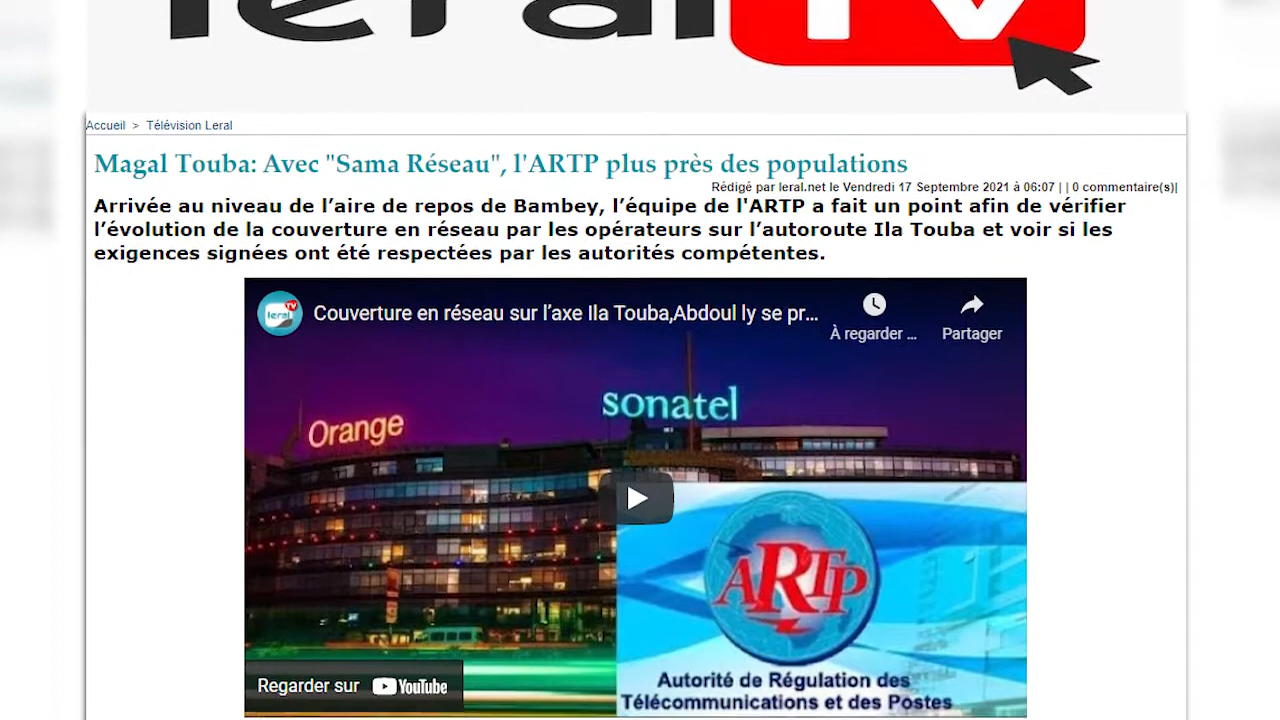 leral TV
Accueil > Télévision Leral
Magal Touba: Avec "Sama Réseau", l'ARTP plus près des populations
Rédigé par leral.net le Vendredi 17 Septembre 2021 à 06:07 | | 0 commentaire(s)|
Arrivée au niveau de l’aire de repos de Bambey, l’équipe de l'ARTP a fait un point afin de vérifier
l’évolution de la couverture en réseau par les opérateurs sur l’autoroute Ila Touba et voir si les
exigences signées ont été respectées par les autorités compétentes.
leral TV
Couverture en réseau sur l’axe Ila Touba,Abdoul ly se pr...
À regarder ...
Partager
Orange
sonatel
ARTP
Autorité de Régulation des
Télécommunications et des Postes
Regarder sur YouTube